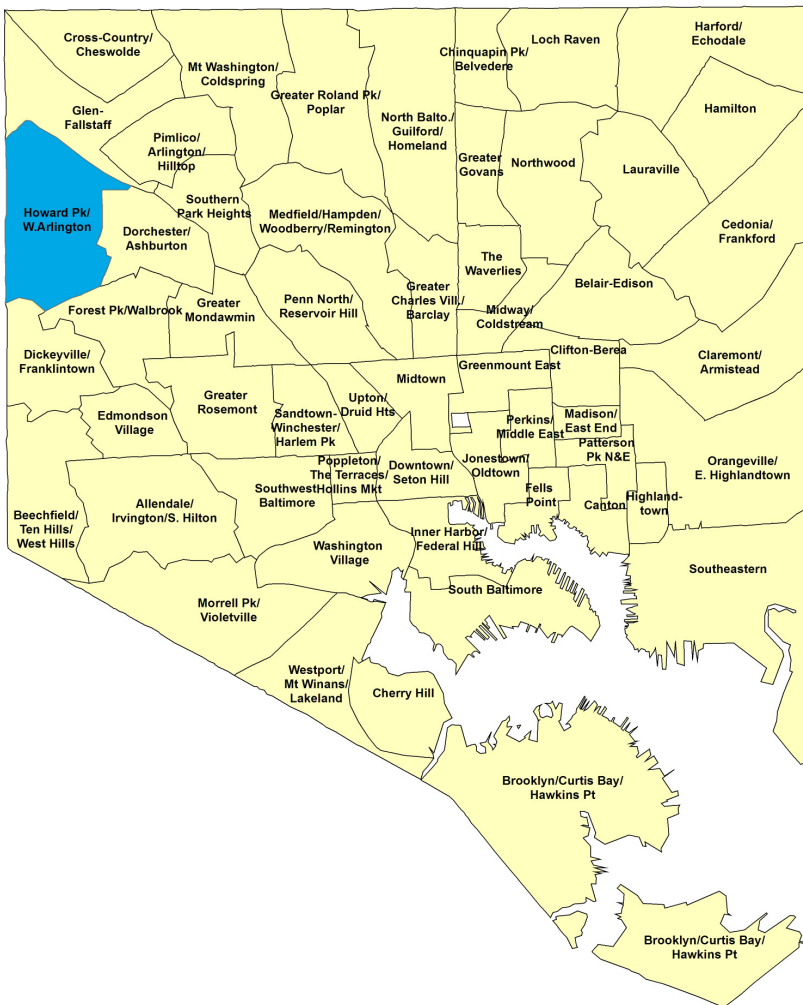 Cross-Country/
Cheswolde
Mt Washington/
Coldspring
Greater Roland Pk/
Poplar
North Balto./
Guilford/
Homeland
Chinquapin Pk/
Belvedere
Loch Raven
Harford/
Echodale
Glen-
Fallstaff
Pimlico/
Arlington/
Hilltop
Greater
Govans
Northwood
Lauraville
Hamilton
Howard Pk/
W.Arlington
Dorchester/
Ashburton
Southern
Park Heights
Medfield/Hampden/
Woodberry/Remington
The
Waverlies
Cedonia/
Frankford
Belair-Edison
Forest Pk/Walbrook
Greater
Mondawmin
Penn North/
Reservoir Hill
Greater
Charles Vill./
Barclay
Midway/
Coldstream
Dickeyville/
Franklintown
Greenmount East
Clifton-Berea
Claremont/
Armistead
Edmondson
Village
Greater
Rosemont
Sandtown-
Winchester/
Harlem Pk
Upton/
Druid Hts
Midtown
Perkins/
Middle East
Madison/
East End
Patterson
Pk N&E
Beechfield/
Ten Hills/
West Hills
Allendale/
Irvington/S. Hilton
Southwest
Baltimore
Poppleton/
The Terraces/
Hollins Mkt
Downtown/
Seton Hill
Jonestown/
Oldtown
Fells
Point
Canton
Highland-
town
Orangeville/
E. Highlandtown
Washington
Village
Inner Harbor/
Federal Hill
Southeastern
South Baltimore
Morrell Pk/
Violetville
Westport/
Mt Winans/
Lakeland
Cherry Hill
Brooklyn/Curtis Bay/
Hawkins Pt
Brooklyn/Curtis Bay/
Hawkins Pt